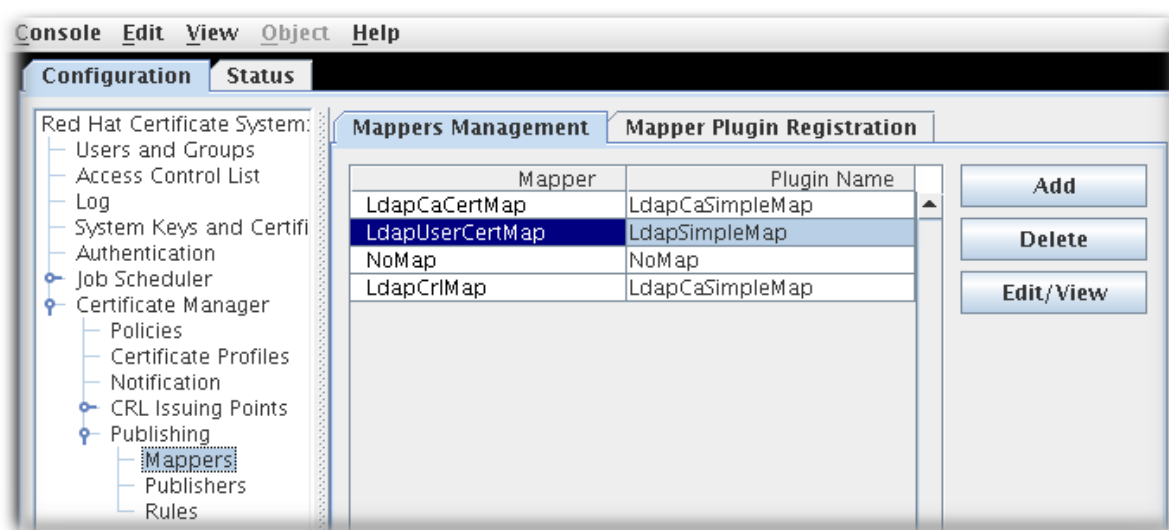 Console Edit View Object Help
Configuration Status
Red Hat Certificate System:
Users and Groups
Access Control List
Log
System Keys and Certifi
Authentication
Job Scheduler
Certificate Manager
Policies
Certificate Profiles
Notification
CRL Issuing Points
Publishing
Mappers
Publishers
Rules
Mappers Management Mapper Plugin Registration
Mapper Plugin Name
LdapCaCertMap LdapCaSimpleMap
LdapUserCertMap LdapSimpleMap
NoMap NoMap
LdapCrlMap LdapCaSimpleMap
Add
Delete
Edit/View